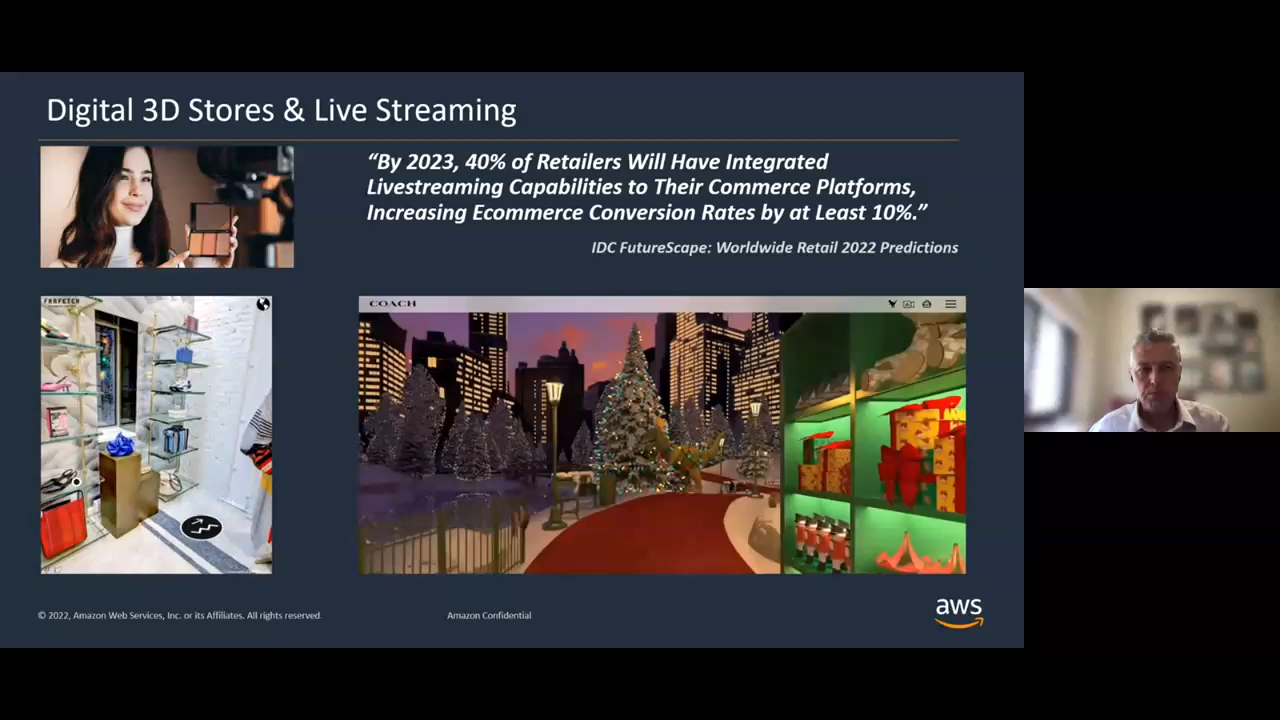 Digital 3D Stores & Live Streaming
“By 2023, 40% of Retailers Will Have Integrated
Livestreaming Capabilities to Their Commerce Platforms,
Increasing Ecommerce Conversion Rates by at Least 10%.”
IDC FutureScape: Worldwide Retail 2022 Predictions
FARFETCH
COACH
© 2022, Amazon Web Services, Inc. or its Affiliates. All rights reserved.
Amazon Confidential
aws